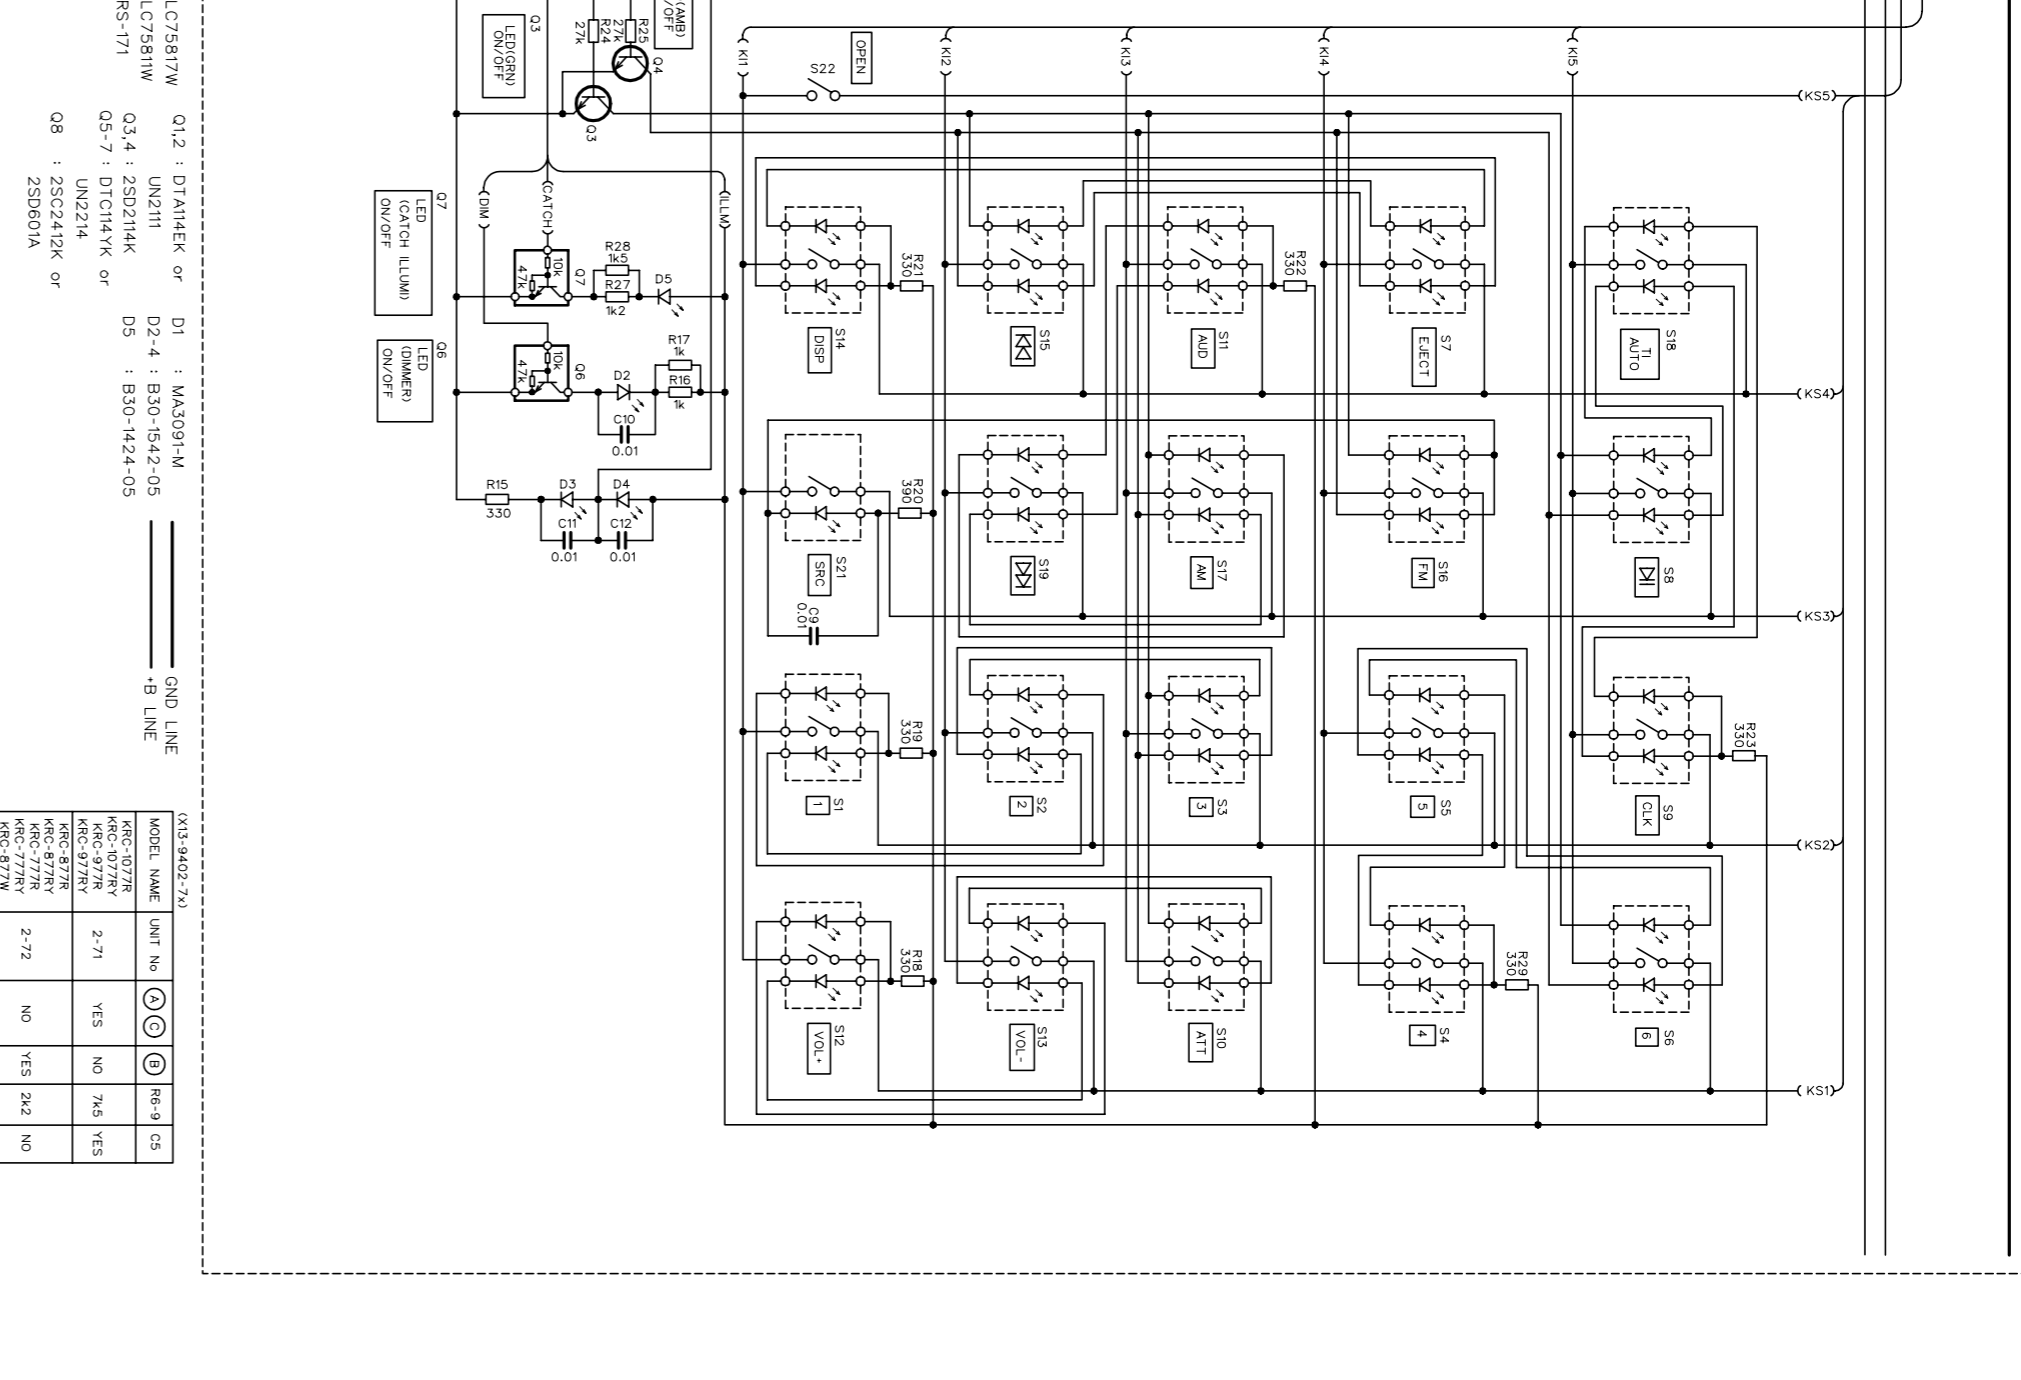 (AMB)
/OFF
Q3
LED(GRN)
ON/OFF
R25
27k
R24
27k
Q4
Q3
KI1
KI2
KI3
KI4
KI5
OPEN
S22
(KS5)
LC75817W
LC75811W
RS-171
Q1,2 : DTA114EK or
UN2111
Q3,4 : 2SD2114K
Q5-7 : DTC114YK or
UN2214
Q8 : 2SC2412K or
2SD601A
D1 : MA3091-M
D2-4 : B30-1542-05
D5 : B30-1424-05
GND LINE
+B LINE
(DIM)
(CATCH)
(ILLM)
Q7
LED
(CATCH ILLUMI)
ON/OFF
10k
47k
Q7
R28
1k5
R27
1k2
D5
Q6
LED
(DIMMER)
ON/OFF
10k
47k
Q6
D2
C10
0.01
R17
1k
R16
1k
R15
330
D3
C11
0.01
D4
C12
0.01
S14
DISP
R21
330
S15
S11
AUD
R22
330
S7
EJECT
S18
TI
AUTO
(KS4)
S21
SRC
R20
390
C9
0.01
S19
S17
AM
S16
FM
S8
(KS3)
S1
1
R19
330
S2
2
S3
3
S5
5
S9
CLK
R23
330
(KS2)
S12
VOL+
R18
330
S13
VOL-
S10
ATT
S4
4
R29
330
S6
6
(KS1)
(X13-9402-7x)
MODEL NAME UNIT No A C B R6-9 C5
KRC-1077R
KRC-1077RY
KRC-977R
KRC-977RY
2-71 YES NO 7k5 YES
KRC-877R
KRC-877RY
KRC-777R
KRC-777RY
KRC-877W
2-72 NO YES 2k2 NO